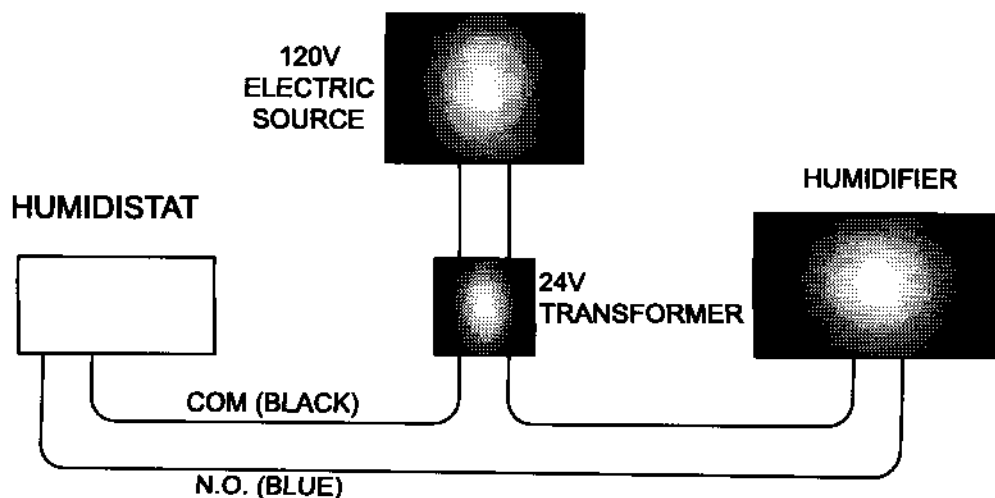 120V
ELECTRIC
SOURCE
HUMIDISTAT
HUMIDIFIER
24V
TRANSFORMER
COM (BLACK)
N.O. (BLUE)